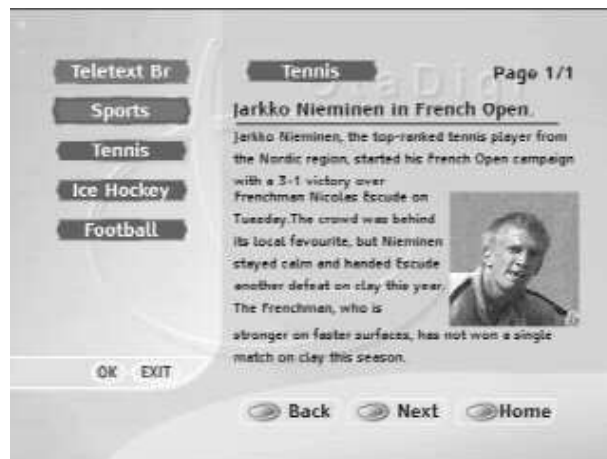 Teletext Br
Sports
Tennis
Ice Hockey
Football
OK EXIT
StaDigi
Tennis
Page 1/1
Jarkko Nieminen in French Open.
Jarkko Nieminen, the top-ranked tennis player from
the Nordic region, started his French Open campaign
with a 3-1 victory over
Frenchman Nicolas Escude on
Tuesday.The crowd was behind
its local favourite, but Nieminen
stayed calm and handed Escude
another defeat on clay this year.
The Frenchman, who is
stronger on faster surfaces, has not won a single
match on clay this season.
Back Next Home